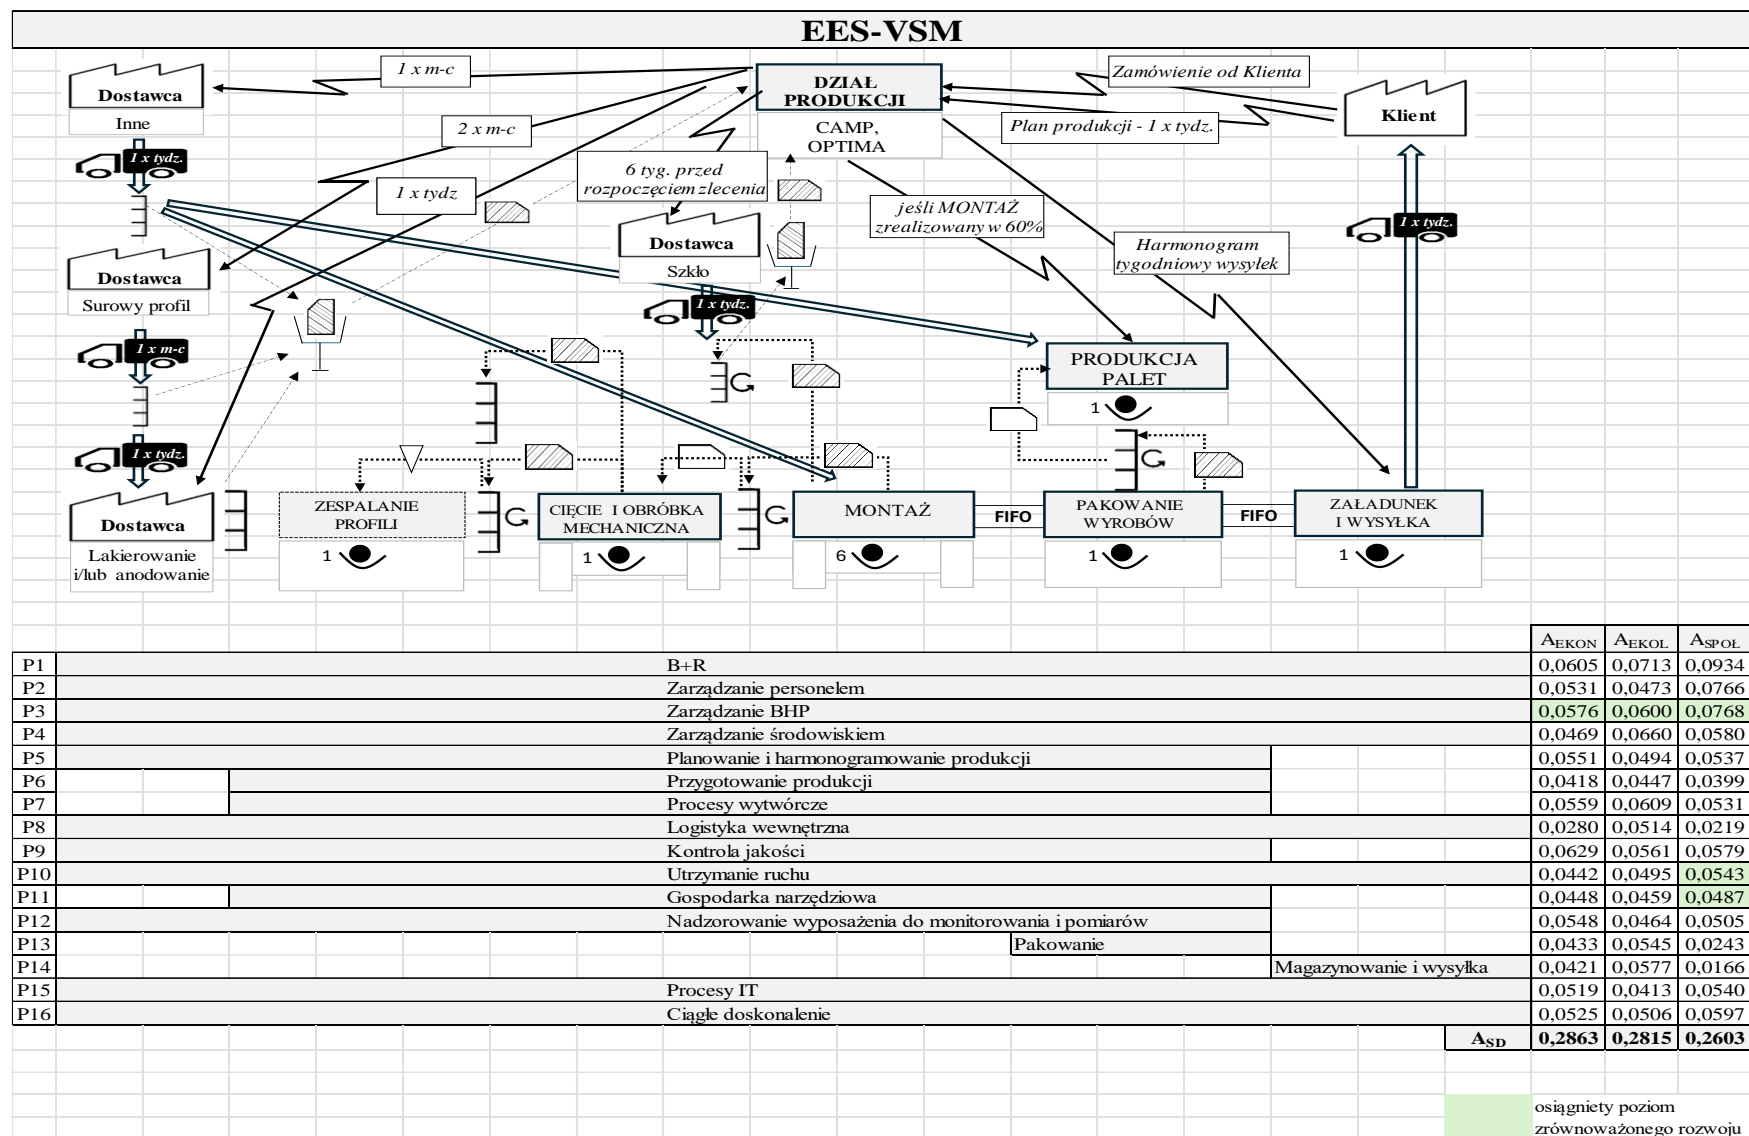 EES-VSM
Dostawca
Inne
1 x m-c
DZIAŁ
PRODUKCJI
CAMP,
OPTIMA
Zamówienie od Klienta
Plan produkcji - 1 x tydz.
Klient
1 x tydz.
2 x m-c
1 x tydz
6 tyg. przed
rozpoczęciem zlecenia
jeśli MONTAŻ
zrealizowany w 60%
Harmonogram
tygodniowy wysyłek
1 x tydz.
Dostawca
Surowy profil
Dostawca
Szkło
1 x tydz.
1 x m-c
PRODUKCJA
PALET
1
1 x tydz.
Dostawca
Lakierowanie
i/lub anodowanie
ZESPALANIE
PROFILI
1
CIĘCIE I OBRÓBKA
MECHANICZNA
1
MONTAŻ
6
FIFO
PAKOWANIE
WYROBÓW
1
FIFO
ZAŁADUNEK
I WYSYŁKA
1
AEKON AEKOL ASPOŁ
P1 B+R 0,0605 0,0713 0,0934
P2 Zarządzanie personelem 0,0531 0,0473 0,0766
P3 Zarządzanie BHP 0,0576 0,0600 0,0768
P4 Zarządzanie środowiskiem 0,0469 0,0660 0,0580
P5 Planowanie i harmonogramowanie produkcji 0,0551 0,0494 0,0537
P6 Przygotowanie produkcji 0,0418 0,0447 0,0399
P7 Procesy wytwórcze 0,0559 0,0609 0,0531
P8 Logistyka wewnętrzna 0,0280 0,0514 0,0219
P9 Kontrola jakości 0,0629 0,0561 0,0579
P10 Utrzymanie ruchu 0,0442 0,0495 0,0543
P11 Gospodarka narzędziowa 0,0448 0,0459 0,0487
P12 Nadzorowanie wyposażenia do monitorowania i pomiarów 0,0548 0,0464 0,0505
P13 Pakowanie 0,0433 0,0545 0,0243
P14 Magazynowanie i wysyłka 0,0421 0,0577 0,0166
P15 Procesy IT 0,0519 0,0413 0,0540
P16 Ciągłe doskonalenie 0,0525 0,0506 0,0597
ASD 0,2863 0,2815 0,2603
osiągniety poziom
zrównoważonego rozwoju